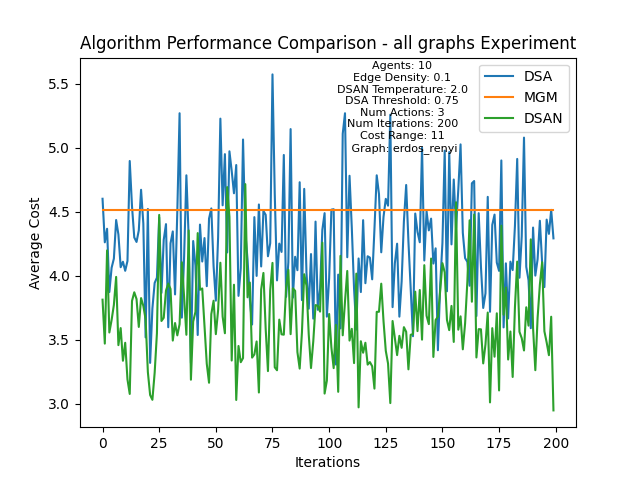 Algorithm Performance Comparison - all graphs Experiment
Agents: 10
Edge Density: 0.1
DSAN Temperature: 2.0
DSA Threshold: 0.75
Num Actions: 3
Num Iterations: 200
Cost Range: 11
Graph: erdos_renyi
DSA
MGM
DSAN
Average Cost
5.5
5.0
4.5
4.0
3.5
3.0
0 25 50 75 100 125 150 175 200
Iterations